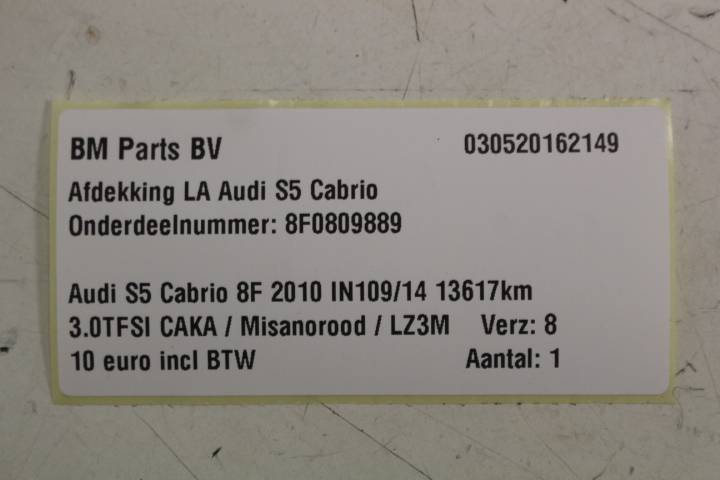 BM Parts BV 030520162149
Afdekking LA Audi S5 Cabrio
Onderdeelnummer: 8F0809889
Audi S5 Cabrio 8F 2010 IN109/14 13617km
3.0TFSI CAKA / Misanorood / LZ3M Verz: 8
10 euro incl BTW Aantal: 1